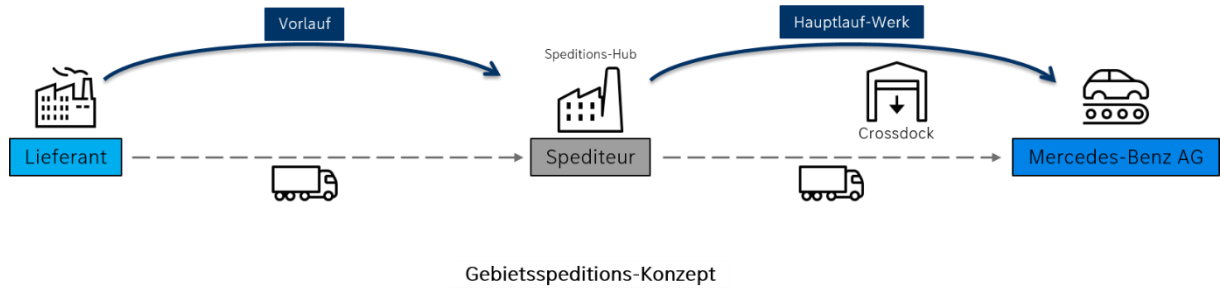 Vorlauf
Hauptlauf-Werk
Speditions-Hub
Crossdock
Lieferant
Spediteur
Mercedes-Benz AG
Gebietsspeditions-Konzept